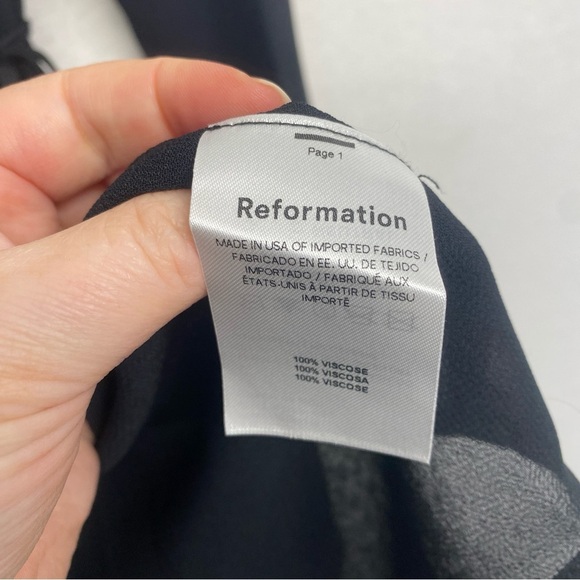 Page 1
Reformation
MADE IN USA OF IMPORTED FABRICS /
FABRICADO EN EE. UU. DE TEJIDO
IMPORTADO / FABRIQUÉ AUX
ÉTATS-UNIS À PARTIR DE TISSU
IMPORTÉ
100% VISCOSE
100% VISCOSA
100% VISCOSE